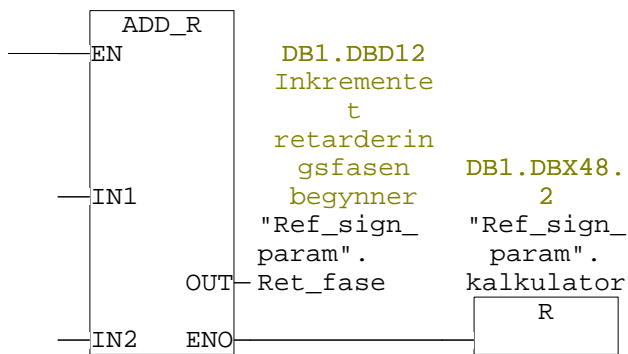 ADD_R
EN
IN1
OUT
IN2 ENO
DB1.DBD12
Inkremente
t
retarderin
gsfasen
begynner
"Ref_sign_
param".
Ret_fase
DB1.DBX48.
2
"Ref_sign_
param".
kalkulator
R